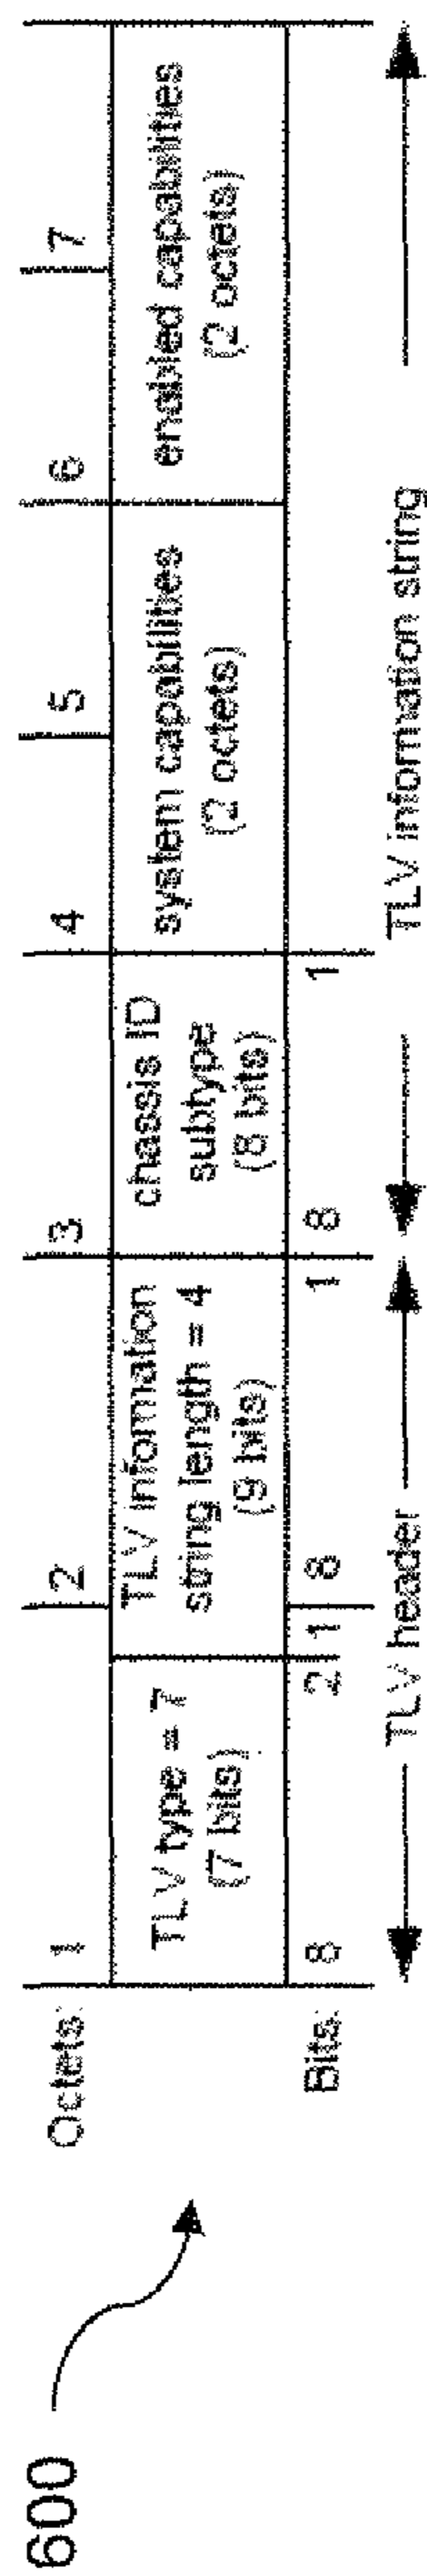 600
Octets: 1 2 3 4 5 6 7
TLV type = 7
(7 bits)
TLV information
string length = 4
(9 bits)
chassis ID
subtype
(8 bits)
system capabilities
(2 octets)
enabled capabilities
(2 octets)
Bits: 8 2 1 8 1 8 1
TLV header
TLV information string